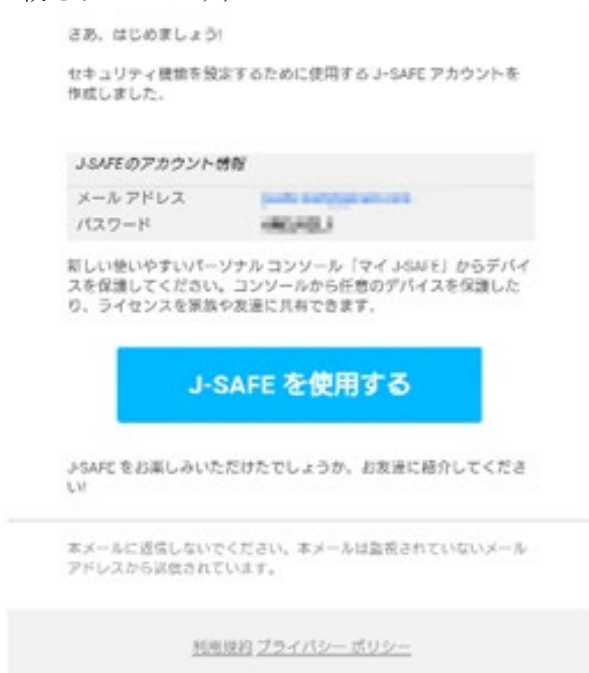 さあ、はじめましょう!
セキュリティ機能を設定するために使用する J-SAFE アカウントを
作成しました。
J-SAFEのアカウント情報
メール アドレス
パスワード
新しい使いやすいパーソナル コンソール「マイ J-SAFE」からデバイ
スを保護してください。コンソールから任意のデバイスを保護した
り、ライセンスを家族や友達に共有できます。
J-SAFE を使用する
J-SAFE をお楽しみいただけたでしょうか。お友達に紹介してくださ
い!
本メールに返信しないでください。本メールは監視されていないメール
アドレスから送信されています。
利用規約 プライバシー ポリシー